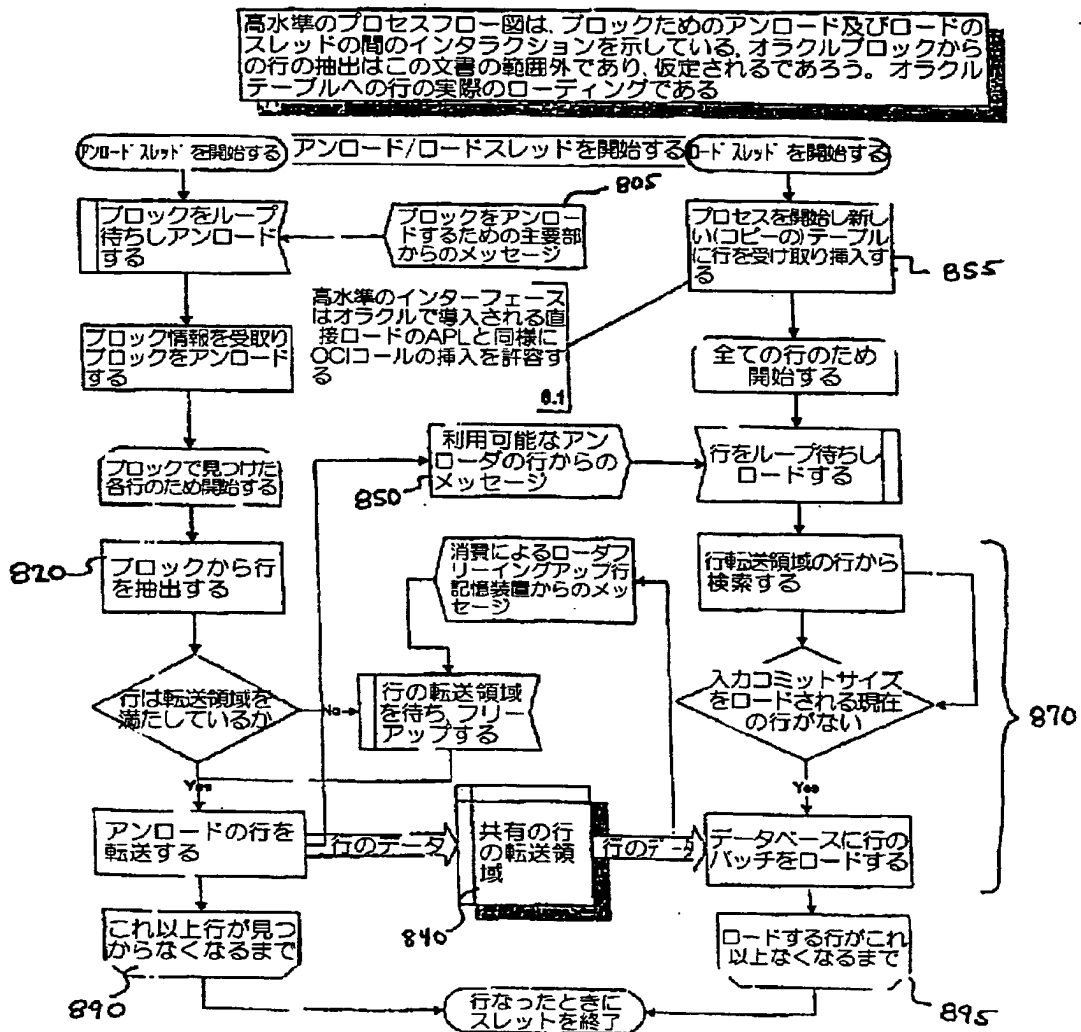 高水準のプロセスフロー図は、ブロックためのアンロード及びロードの
スレッドの間のインタラクションを示している。オラクルブロックから
の行の抽出はこの文書の範囲外であり、仮定されるであろう。オラクル
テーブルへの行の実際のローティングである
アンロードスレッドを開始する
アンロード/ロードスレッドを開始する
ロードスレッドを開始する
ブロックをループ
待ちしアンロード
する
ブロックをアンロー
ドするための主要部
からのメッセージ
805
プロセスを開始し新し
い(コピーの)テーブル
に行を受け取り挿入す
る
855
高水準のインターフェース
はオラクルで導入される直
接ロードのAPLと同様に
OCIコールの挿入を許容す
る
6.1
ブロック情報を受取り
ブロックをアンロード
する
全ての行のため
開始する
利用可能なアン
ローダの行からの
メッセージ
850
行をループ待ちし
ロードする
ブロックで見つけた
各行のため開始する
820
ブロックから行
を抽出する
消費によるローダフ
リーイングアップ行
記憶装置からのメッ
セージ
行転送領域の行から
検索する
行は転送領域を
満たしているか
No
行の転送領域
を待ち、フリー
アップする
入力コミットサイズ
をロードされる現在
の行がない
870
Yes
Yes
アンロードの行を
転送する
行のデータ
共有の行
の転送領
域
行のデータ
データベースに行の
バッチをロードする
840
これ以上行が見つ
からなくなるまで
890
ロードする行がこれ
以上なくなるまで
895
行なったときに
スレットを終了